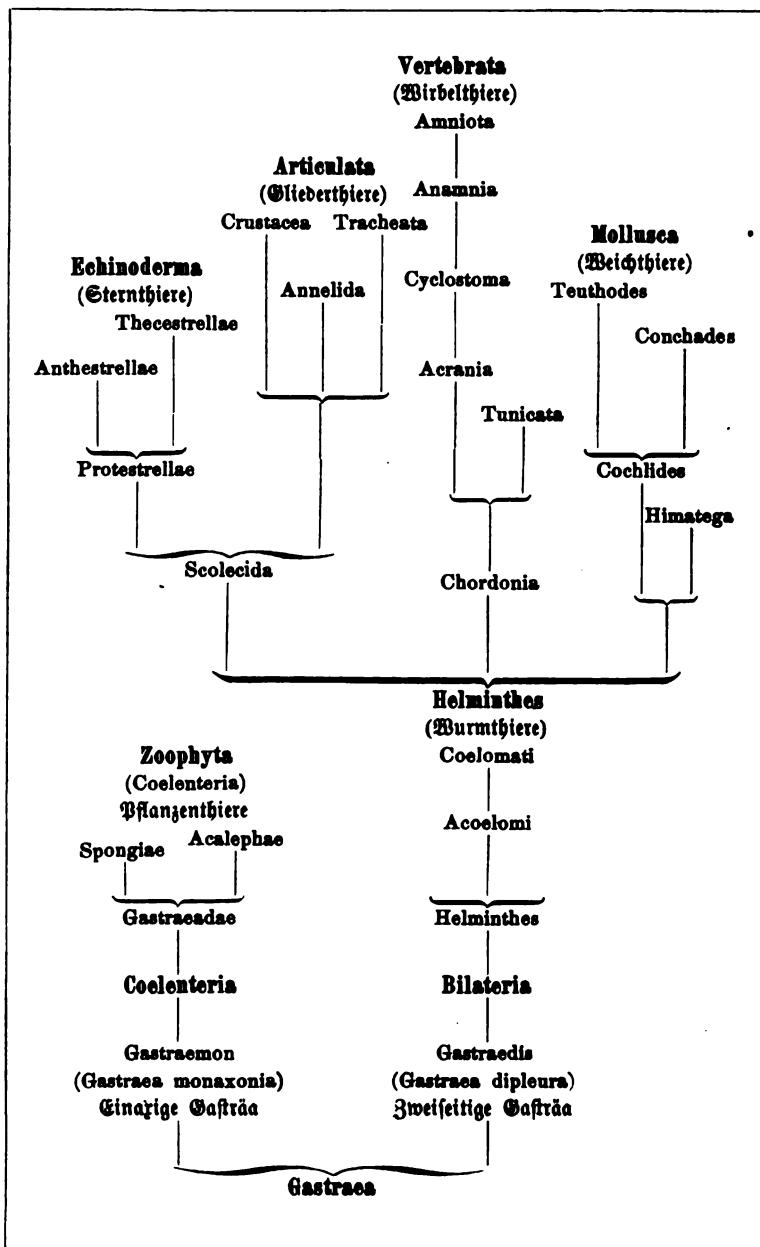 Vertebrata
(Wirbelthiere)
Amniota
Anamnia
Cyclostoma
Acrania
Tunicata
Chordonia
Articulata
(Gliederthiere)
Crustacea Tracheata
Annelida
Echinoderma
(Sternthiere)
Thecestrellae
Anthestrellae
Protestrellae
Scolecida
Mollusca
(Weichthiere)
Teuthodes
Conchades
Cochlides
Himatega
Helminthes
(Wurmthiere)
Coelomati
Acoelomi
Helminthes
Bilateria
Gastraedis
(Gastraea dipleura)
Zweiseitige Gasträa
Zoophyta
(Coelenteria)
Pflanzenthiere
Spongiae Acalephae
Gastraeadae
Coelenteria
Gastraemon
(Gastraea monaxonia)
Einaxige Gasträa
Gastraea